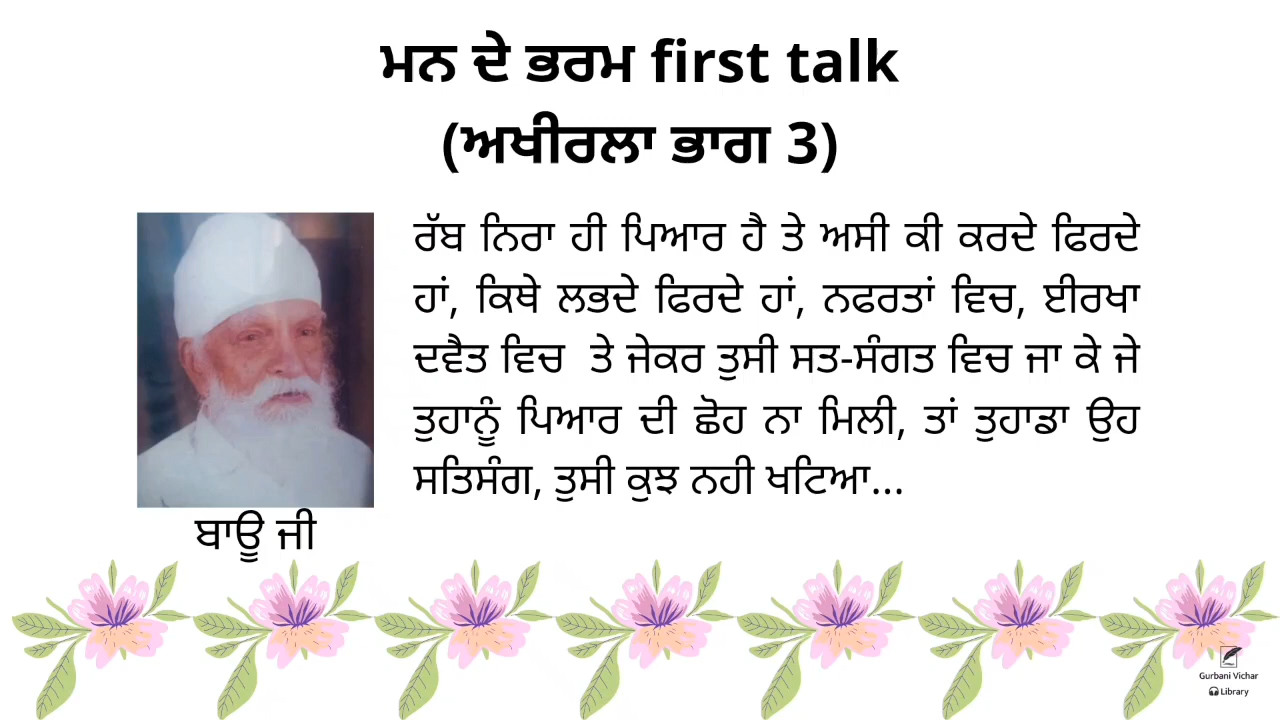 ਮਨ ਦੇ ਭਰਮ first talk
(ਅਖੀਰਲਾ ਭਾਗ 3)
ਰੱਬ ਨਿਰਾ ਹੀ ਪਿਆਰ ਹੈ ਤੇ ਅਸੀ ਕੀ ਕਰਦੇ ਫਿਰਦੇ
ਹਾਂ, ਕਿਥੇ ਲਭਦੇ ਫਿਰਦੇ ਹਾਂ, ਨਫਰਤਾਂ ਵਿਚ, ਈਰਖਾ
ਦਵੈਤ ਵਿਚ  ਤੇ ਜੇਕਰ ਤੁਸੀ ਸਤ-ਸੰਗਤ ਵਿਚ ਜਾ ਕੇ ਜੇ
ਤੁਹਾਨੂੰ ਪਿਆਰ ਦੀ ਛੋਹ ਨਾ ਮਿਲੀ, ਤਾਂ ਤੁਹਾਡਾ ਉਹ
ਸਤਿਸੰਗ, ਤੁਸੀ ਕੁਝ ਨਹੀ ਖਟਿਆ...
ਬਾਊ ਜੀ
Gurbani Vichar
Library